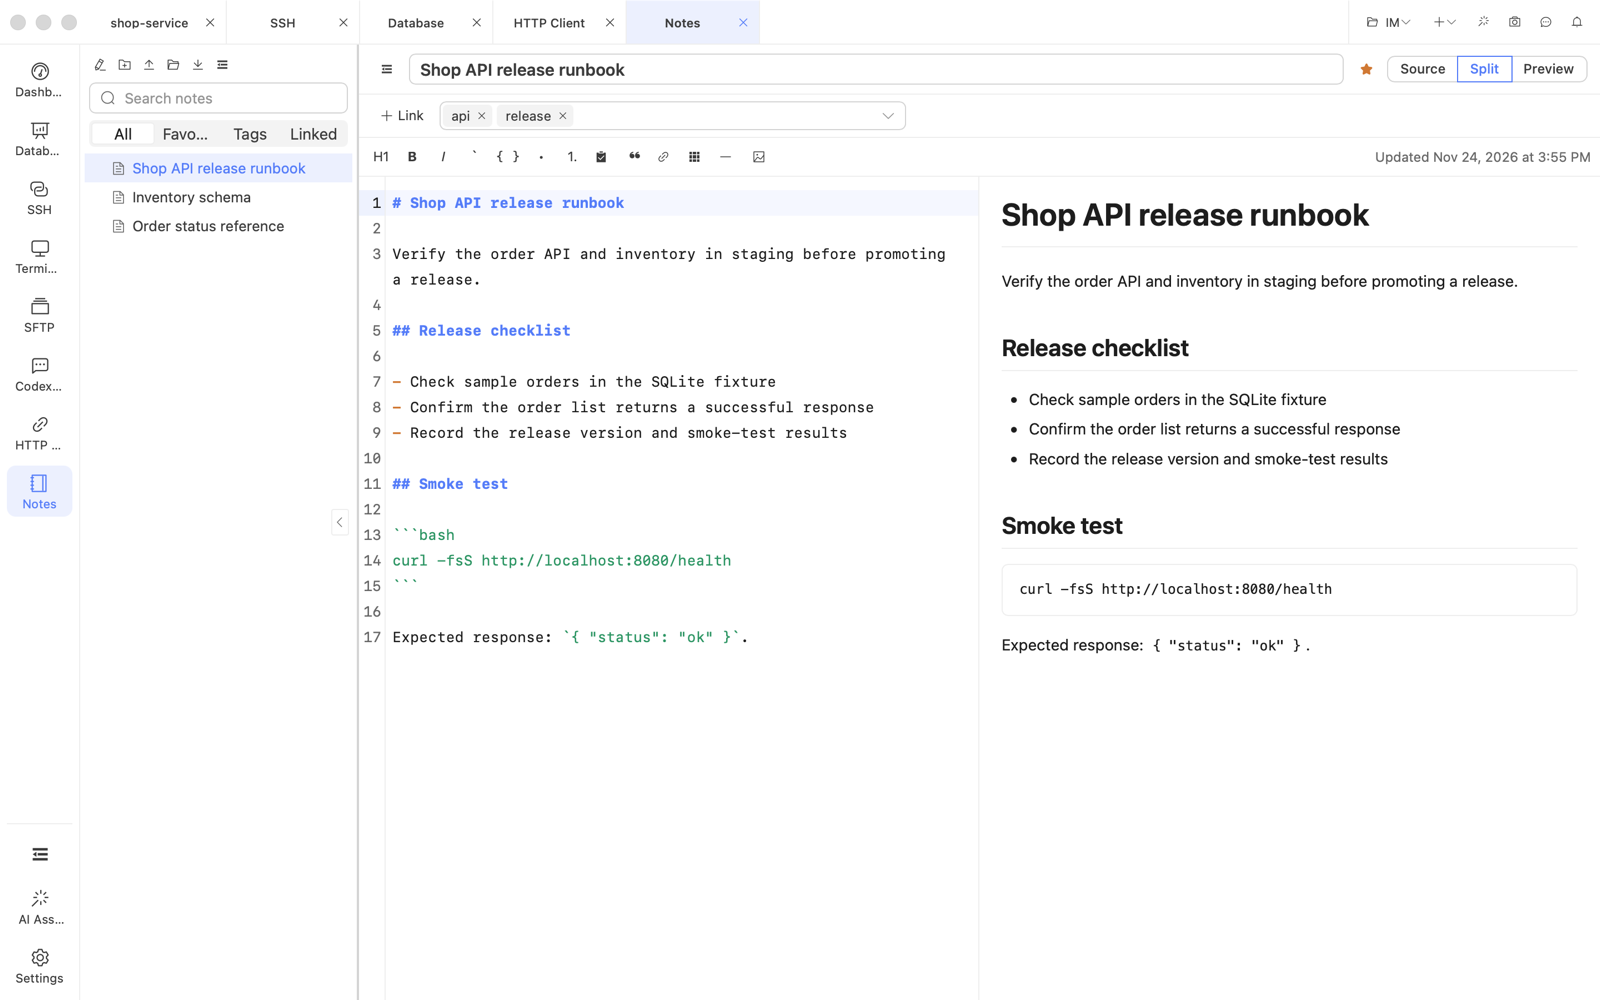 shop-service
SSH
Database
HTTP Client
Notes
IM
Dashb...
Datab...
SSH
Termi...
SFTP
Codex...
HTTP ...
Notes
AI Ass...
Settings
Search notes
All Favo... Tags Linked
Shop API release runbook
Inventory schema
Order status reference
Shop API release runbook
Source Split Preview
+ Link api release
H1 B I ` { } • 1. Updated Nov 24, 2026 at 3:55 PM
1 # Shop API release runbook
2
3 Verify the order API and inventory in staging before promoting
a release.
4
5 ## Release checklist
6
7 - Check sample orders in the SQLite fixture
8 - Confirm the order list returns a successful response
9 - Record the release version and smoke-test results
10
11 ## Smoke test
12
13 ```bash
14 curl -fsS http://localhost:8080/health
15 ```
16
17 Expected response: `{ "status": "ok" }`.
Shop API release runbook
Verify the order API and inventory in staging before promoting a release.
Release checklist
• Check sample orders in the SQLite fixture
• Confirm the order list returns a successful response
• Record the release version and smoke-test results
Smoke test
curl -fsS http://localhost:8080/health
Expected response: { "status": "ok" } .